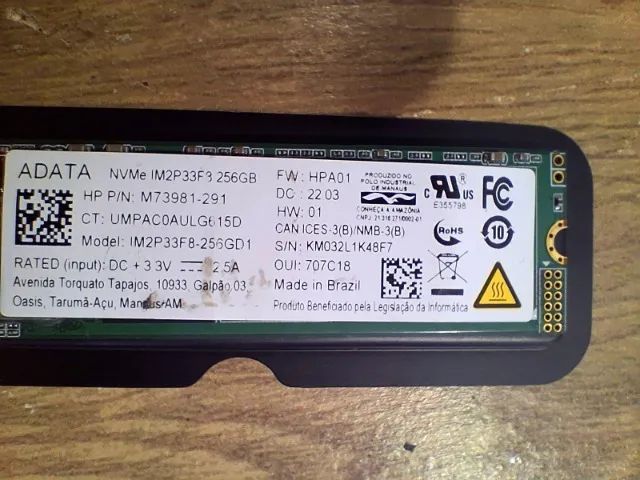 ADATA NVMe IM2P33F8 256GB
HP P/N: M73981-291
CT: UMPAC0AULG615D
Model: IM2P33F8-256GD1
RATED (input): DC + 3.3V 2.5A
Avenida Torquato Tapajos, 10933, Galpão 03
Oasis, Tarumã-Açu, Manaus-AM
FW: HPA01
DC: 22 03
HW: 01
CAN ICES-3(B)/NMB-3(B)
S/N: KM032L1K48F7
OUI: 707C18
Made in Brazil
Produto Beneficiado pela Legislação da Informática
PRODUZIDO NO
POLO INDUSTRIAL
DE MANAUS
CONHEÇA A AMAZÔNIA
C US
E355798
FC
RoHS
10